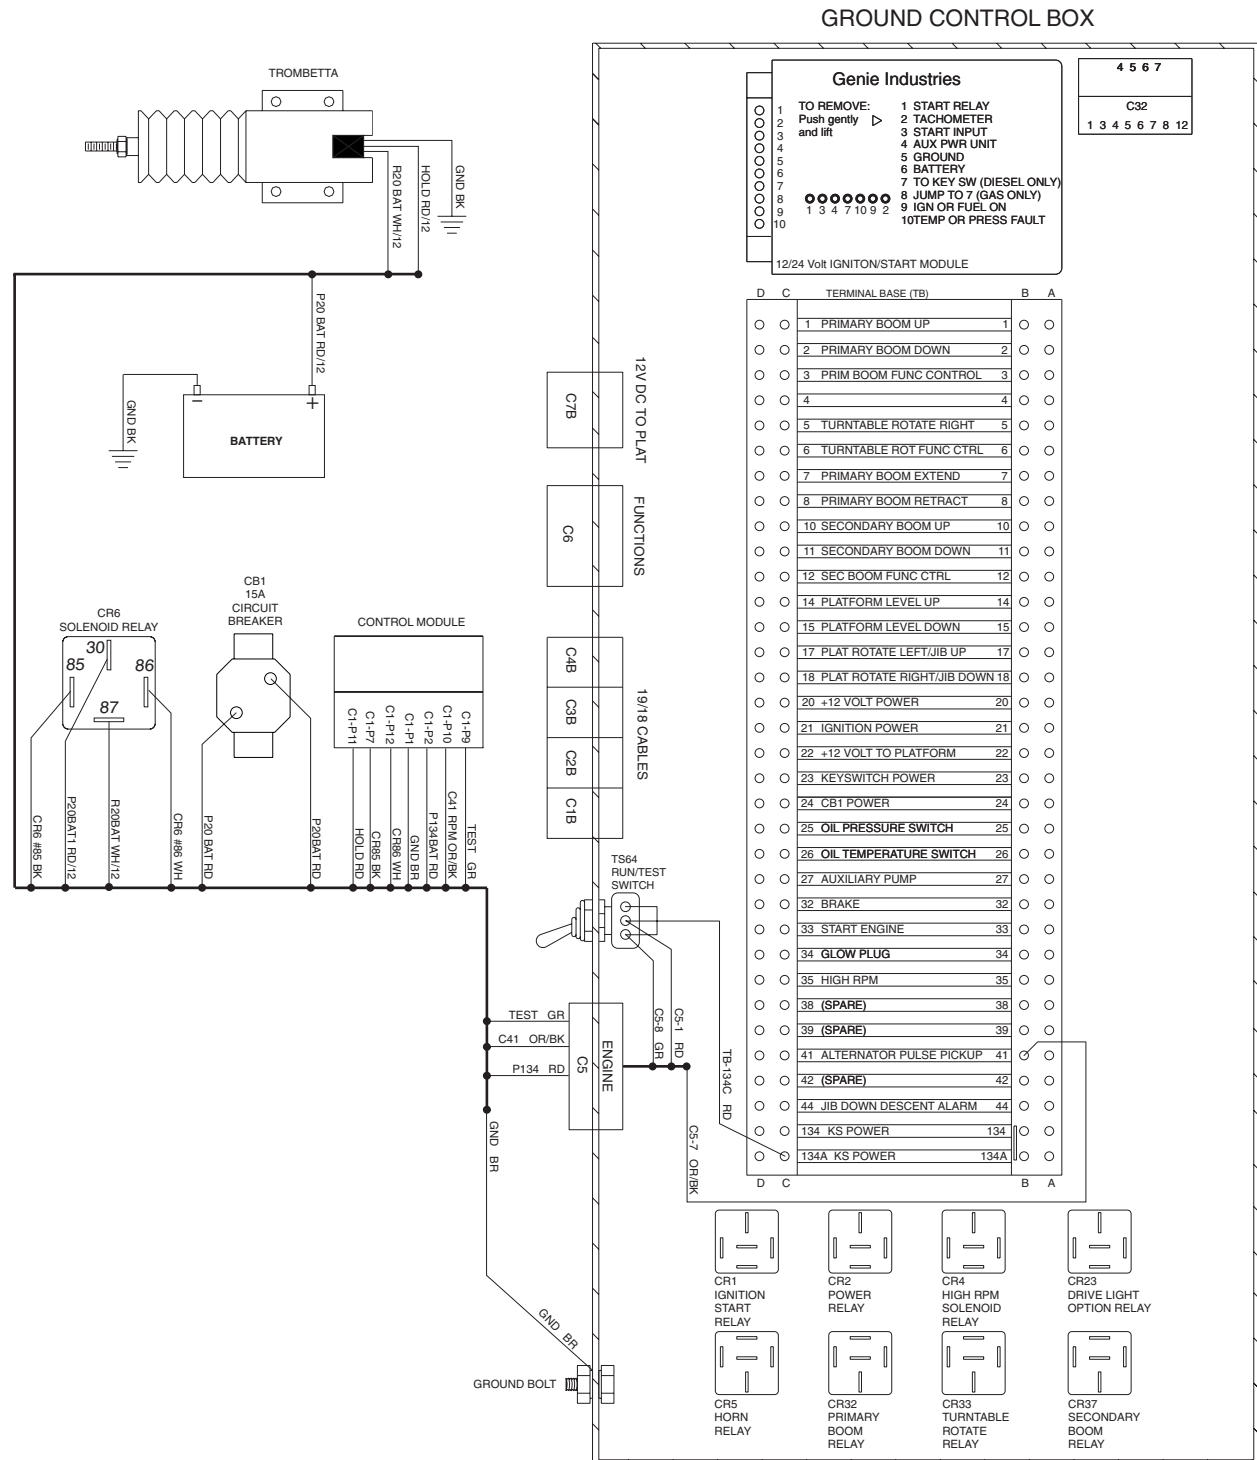 GROUND CONTROL BOX
TROMBETTA
R20 BAT WH/12
HOLD RD/12
GND BK
P20 BAT RD/12
GND BK
−
+
BATTERY
CR6
SOLENOID RELAY
30
85
86
87
CB1
15A
CIRCUIT
BREAKER
CONTROL MODULE
C1-P11
C1-P7
C1-P12
C1-P1
C1-P2
C1-P10
C1-P9
CR6 #85 BK
P20BAT1 RD/12
R20BAT WH/12
CR6 #86 WH
P20 BAT RD
P20BAT RD
HOLD RD
CR85 BK
CR86 WH
GND BR
P134BAT RD
C41 RPM OR/BK
TEST GR
TEST GR
C41 OR/BK
P134 RD
C5
ENGINE
GND BR
GND BR
GROUND BOLT
C7B
12V DC TO PLAT
C6
FUNCTIONS
C4B
C3B
C2B
C1B
19/18 CABLES
TS64
RUN/TEST
SWITCH
C5-8 GR
C5-1 RD
TB-134C RD
C5-7 OR/BK
Genie Industries
TO REMOVE:
Push gently
and lift
1
2
3
4
5
6
7
8
9
10
1 3 4 7 10 9 2
1 START RELAY
2 TACHOMETER
3 START INPUT
4 AUX PWR UNIT
5 GROUND
6 BATTERY
7 TO KEY SW (DIESEL ONLY)
8 JUMP TO 7 (GAS ONLY)
9 IGN OR FUEL ON
10TEMP OR PRESS FAULT
12/24 Volt IGNITON/START MODULE
4 5 6 7
C32
1 3 4 5 6 7 8 12
D C TERMINAL BASE (TB) B A
1 PRIMARY BOOM UP 1
2 PRIMARY BOOM DOWN 2
3 PRIM BOOM FUNC CONTROL 3
4 4
5 TURNTABLE ROTATE RIGHT 5
6 TURNTABLE ROT FUNC CTRL 6
7 PRIMARY BOOM EXTEND 7
8 PRIMARY BOOM RETRACT 8
10 SECONDARY BOOM UP 10
11 SECONDARY BOOM DOWN 11
12 SEC BOOM FUNC CTRL 12
14 PLATFORM LEVEL UP 14
15 PLATFORM LEVEL DOWN 15
17 PLAT ROTATE LEFT/JIB UP 17
18 PLAT ROTATE RIGHT/JIB DOWN 18
20 +12 VOLT POWER 20
21 IGNITION POWER 21
22 +12 VOLT TO PLATFORM 22
23 KEYSWITCH POWER 23
24 CB1 POWER 24
25 OIL PRESSURE SWITCH 25
26 OIL TEMPERATURE SWITCH 26
27 AUXILIARY PUMP 27
32 BRAKE 32
33 START ENGINE 33
34 GLOW PLUG 34
35 HIGH RPM 35
38 (SPARE) 38
39 (SPARE) 39
41 ALTERNATOR PULSE PICKUP 41
42 (SPARE) 42
44 JIB DOWN DESCENT ALARM 44
134 KS POWER 134
134A KS POWER 134A
D C B A
CR1
IGNITION
START
RELAY
CR2
POWER
RELAY
CR4
HIGH RPM
SOLENOID
RELAY
CR23
DRIVE LIGHT
OPTION RELAY
CR5
HORN
RELAY
CR32
PRIMARY
BOOM
RELAY
CR33
TURNTABLE
ROTATE
RELAY
CR37
SECONDARY
BOOM
RELAY